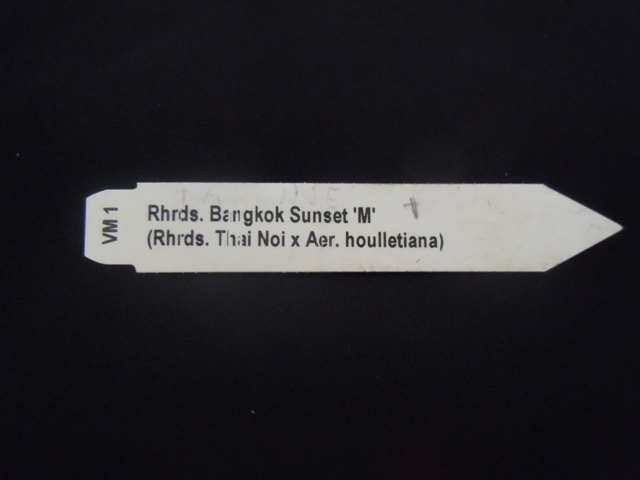 VM 1
Rhrds. Bangkok Sunset 'M'
(Rhrds. Thai Noi x Aer. houlletiana)